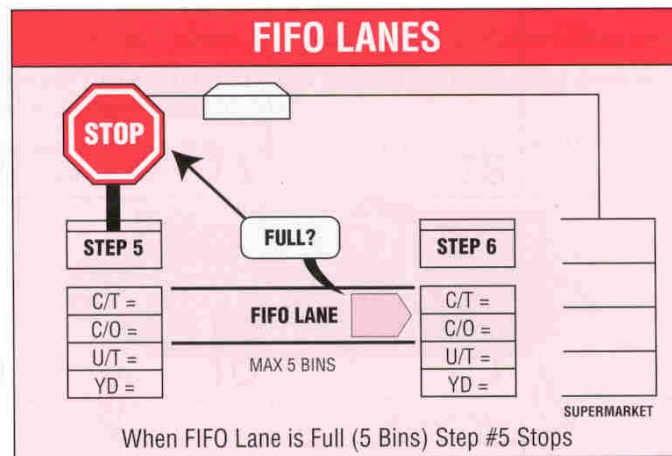 FIFO LANES
STOP
FULL?
STEP 5
STEP 6
C/T =
C/O =
U/T =
YD =
FIFO LANE
MAX 5 BINS
C/T =
C/O =
U/T =
YD =
SUPERMARKET
When FIFO Lane is Full (5 Bins) Step #5 Stops